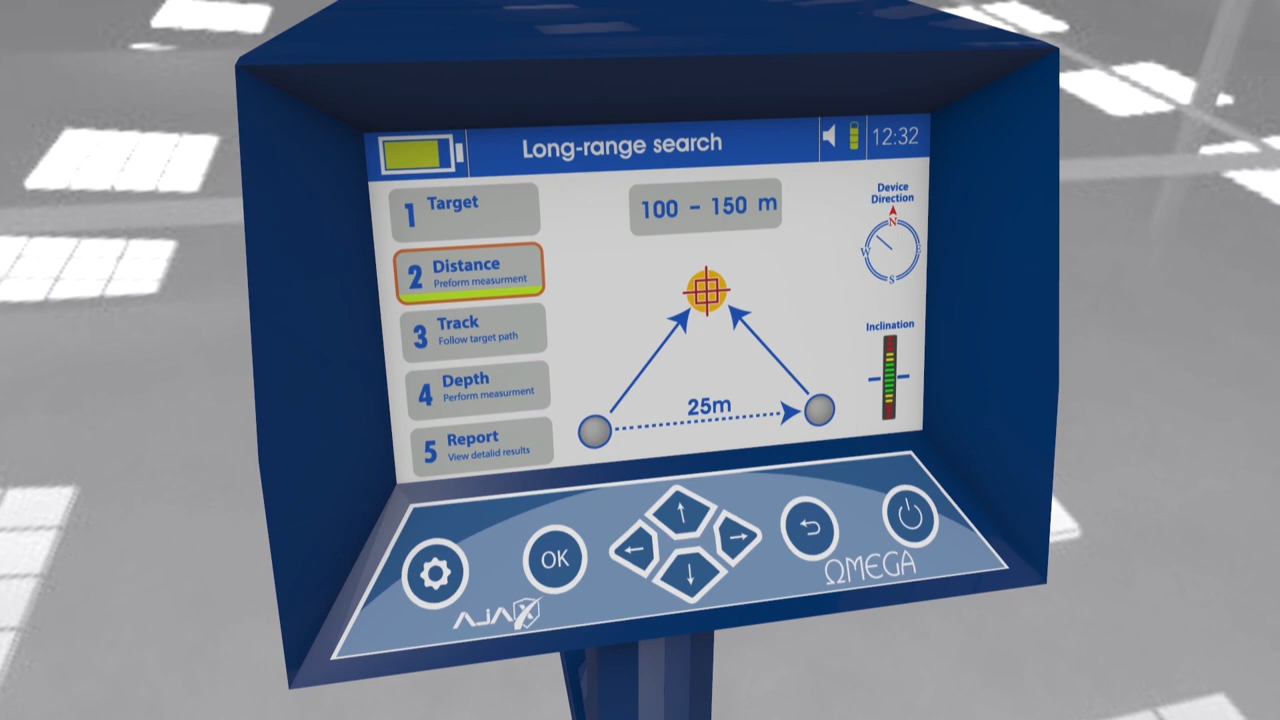 Long-range search
12:32
1 Target
2 Distance
Preform measurment
3 Track
Follow target path
4 Depth
Perform measurment
5 Report
View detalid results
100 - 150 m
25m
Device
Direction
N
W
S
Inclination
OK
AJAX
ΩMEGA